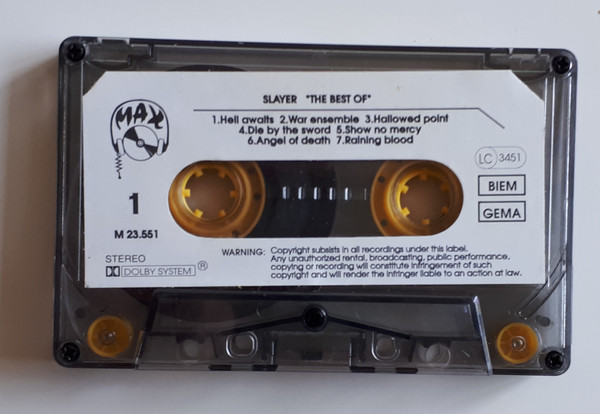 MAX
SLAYER "THE BEST OF"
1.Hell awaits 2.War ensemble 3.Hallowed point
4.Die by the sword 5.Show no mercy
6.Angel of death 7.Raining blood
LC 3451
1
BIEM
GEMA
M 23.551
STEREO
DOLBY SYSTEM ®
WARNING: Copyright subsists in all recordings under this label.
Any unauthorized rental, broadcasting, public performance,
copying or recording will constitute infringement of such
copyright and will render the infringer liable to an action at law.